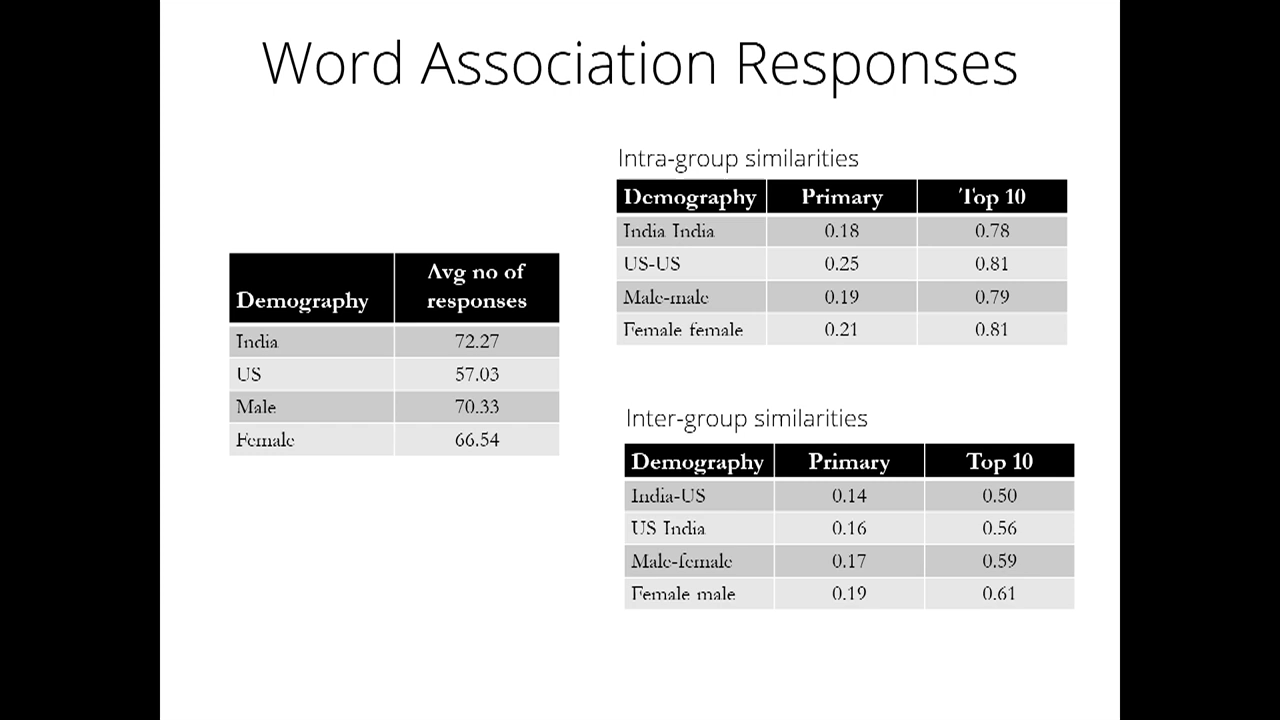 Word Association Responses
Demography Avg no of responses
India 72.27
US 57.03
Male 70.33
Female 66.54
Intra-group similarities
Demography Primary Top 10
India India 0.18 0.78
US-US 0.25 0.81
Male-male 0.19 0.79
Female female 0.21 0.81
Inter-group similarities
Demography Primary Top 10
India-US 0.14 0.50
US India 0.16 0.56
Male-female 0.17 0.59
Female male 0.19 0.61